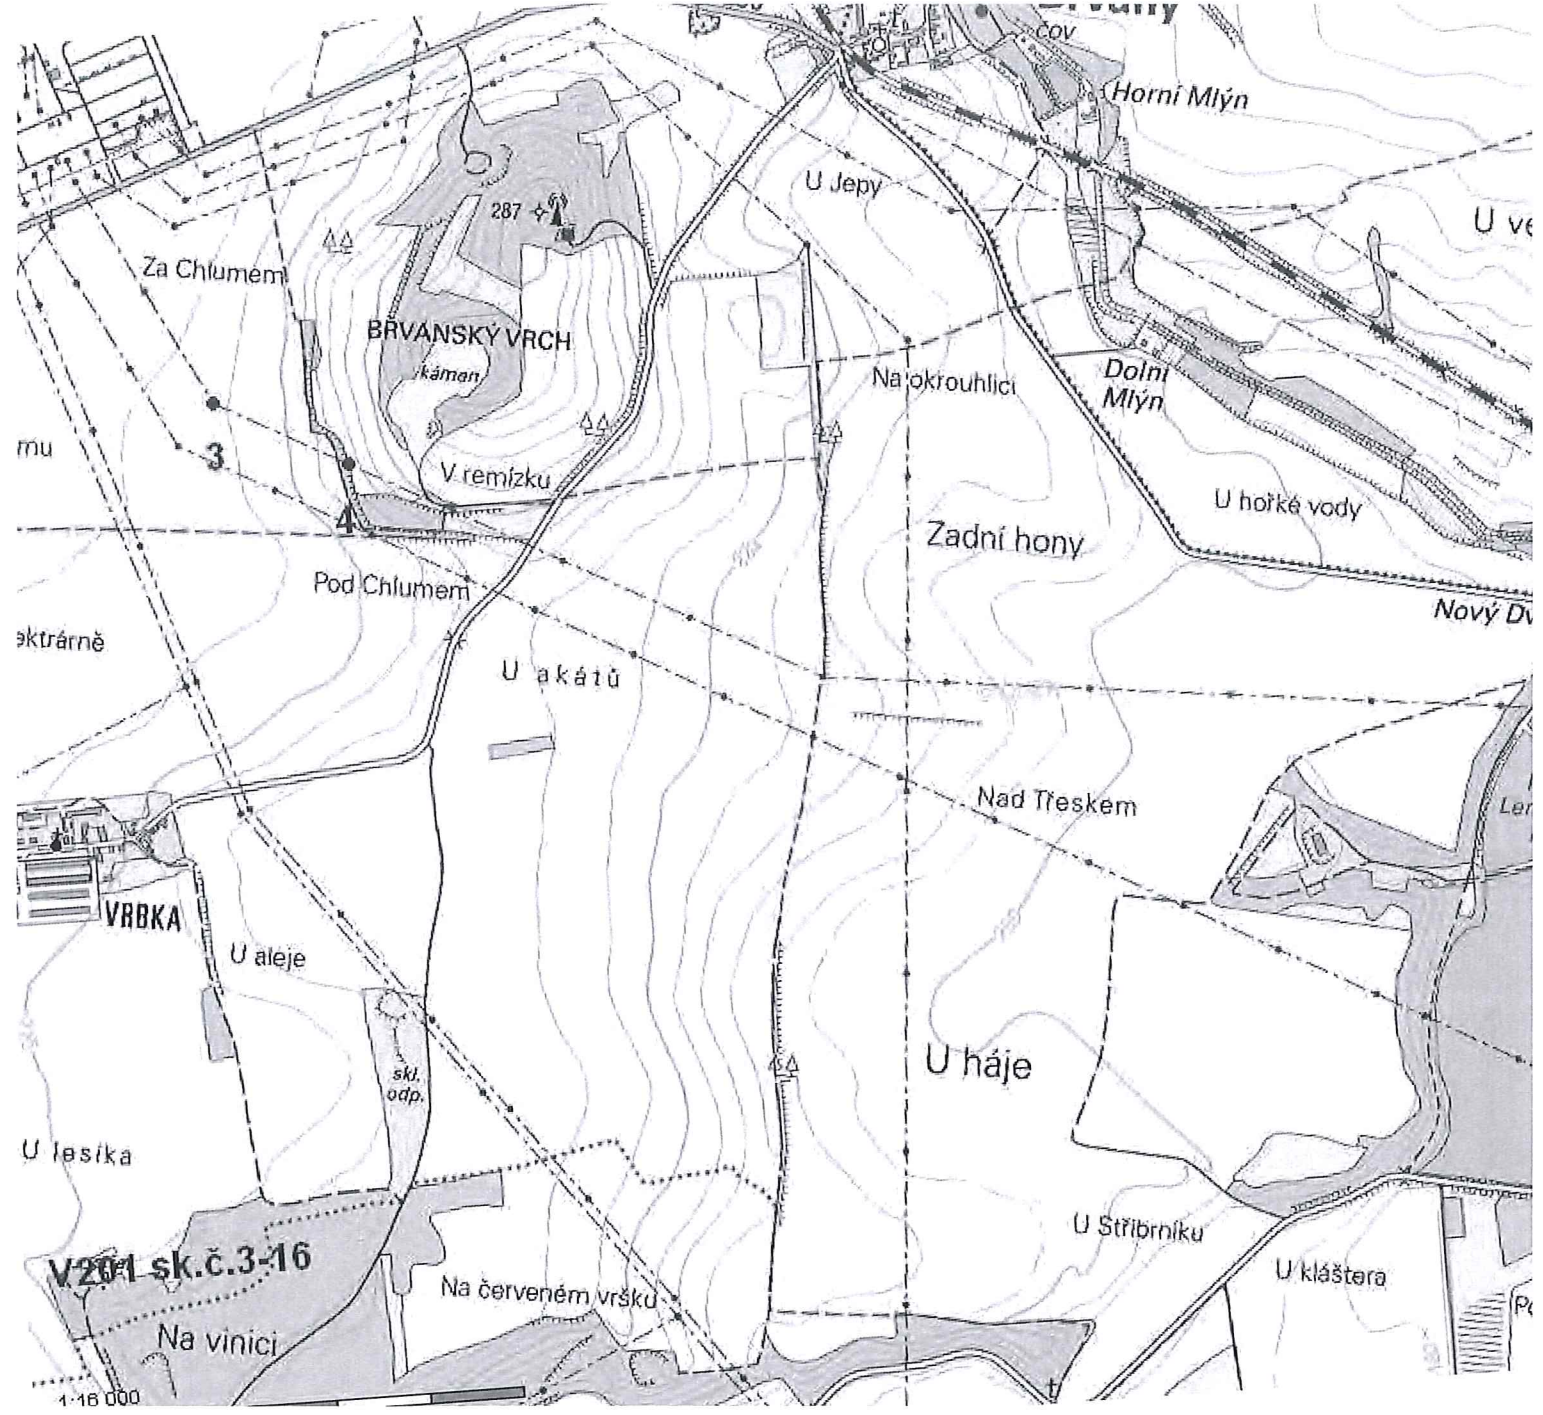 ČOV
Horní Mlýn
U Jepy
287
Za Chlumem
BŘVANSKÝ VRCH
kámen
Na okrouhlici
Dolní
Mlýn
3
V remízku
U hořké vody
4
Zadní hony
Pod Chlumem
Nový Dv
ektrárně
U akátů
Nad Třeskem
VRBKA
U aleje
U háje
skl.
odp.
U lesíka
U Stříbrníku
V201 sk.č.3-16
U kláštera
Na červeném vršku
Na vinici
1:16 000